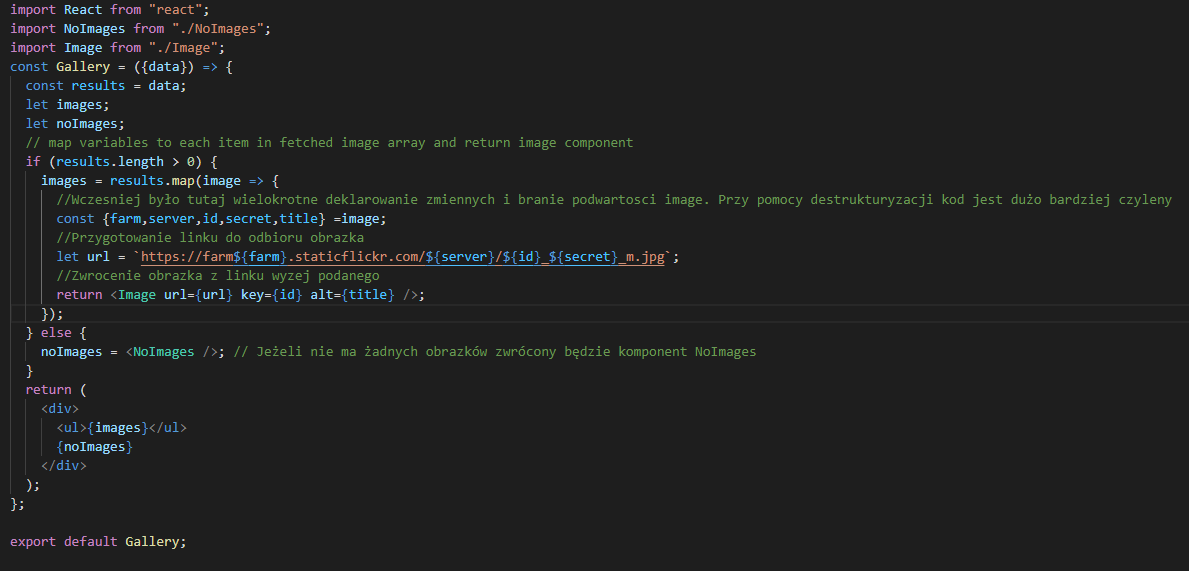 import React from "react";
import NoImages from "./NoImages";
import Image from "./Image";
const Gallery = ({data}) => {
const results = data;
let images;
let noImages;
// map variables to each item in fetched image array and return image component
if (results.length > 0) {
images = results.map(image => {
//Wczesniej było tutaj wielokrotne deklarowanie zmiennych i branie podwartosci image. Przy pomocy destrukturyzacji kod jest dużo bardziej czyleny
const {farm,server,id,secret,title} =image;
//Przygotowanie linku do odbioru obrazka
let url = `https://farm${farm}.staticflickr.com/${server}/${id}_${secret}_m.jpg`;
//Zwrocenie obrazka z linku wyzej podanego
return <Image url={url} key={id} alt={title} />;
});
} else {
noImages = <NoImages />; // Jeżeli nie ma żadnych obrazków zwrócony będzie komponent NoImages
}
return (
<div>
<ul>{images}</ul>
{noImages}
</div>
);
};
export default Gallery;